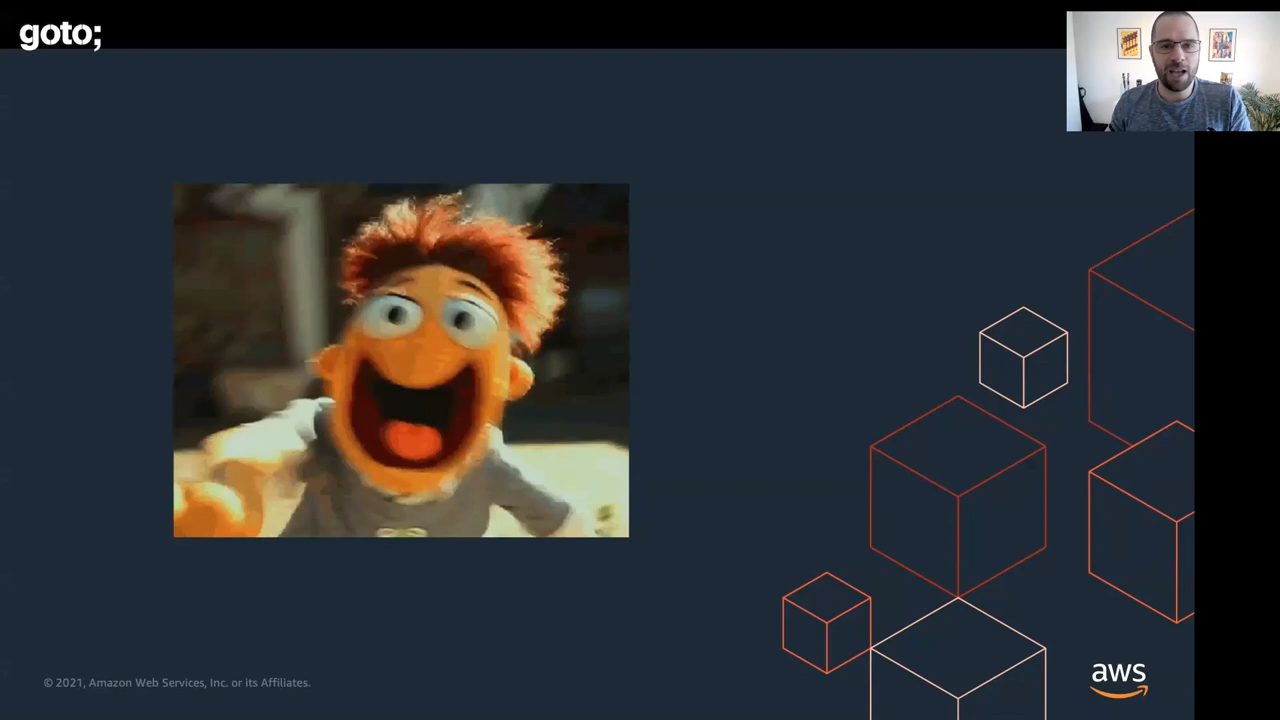 goto;
© 2021, Amazon Web Services, Inc. or its Affiliates.
aws